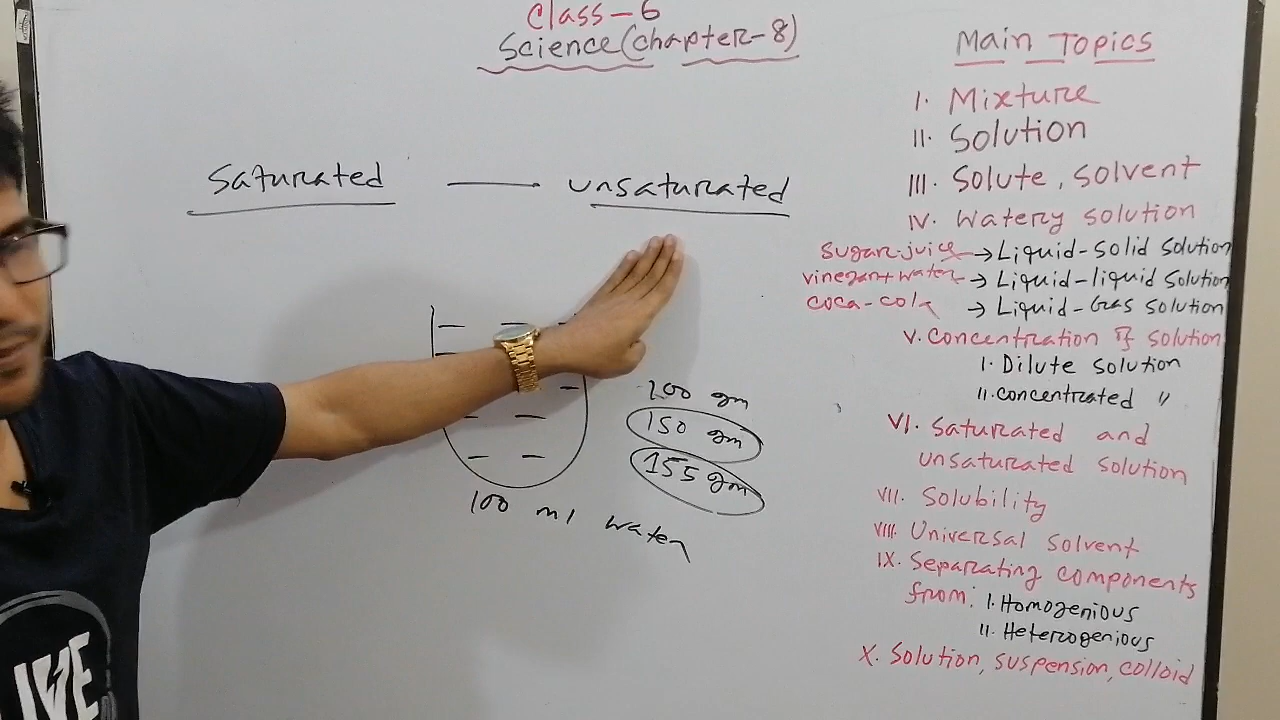 Class-6
Science (chapter-8)
Saturated — unsaturated
100 gm
150 gm
155 gm
100 ml water
Main Topics
I. Mixture
II. Solution
III. Solute, solvent
IV. Watery solution
Sugar-juice → Liquid-solid solution
vinegar+water → Liquid-liquid solution
coca-cola → Liquid-Gas solution
V. Concentration of solution
I. Dilute solution
II. concentrated "
VI. Saturated and
unsaturated solution
VII. Solubility
VIII. Universal solvent
IX. Separating components
from: I. Homogenious
II. Heterogenious
X. Solution, suspension, colloid
LIVE